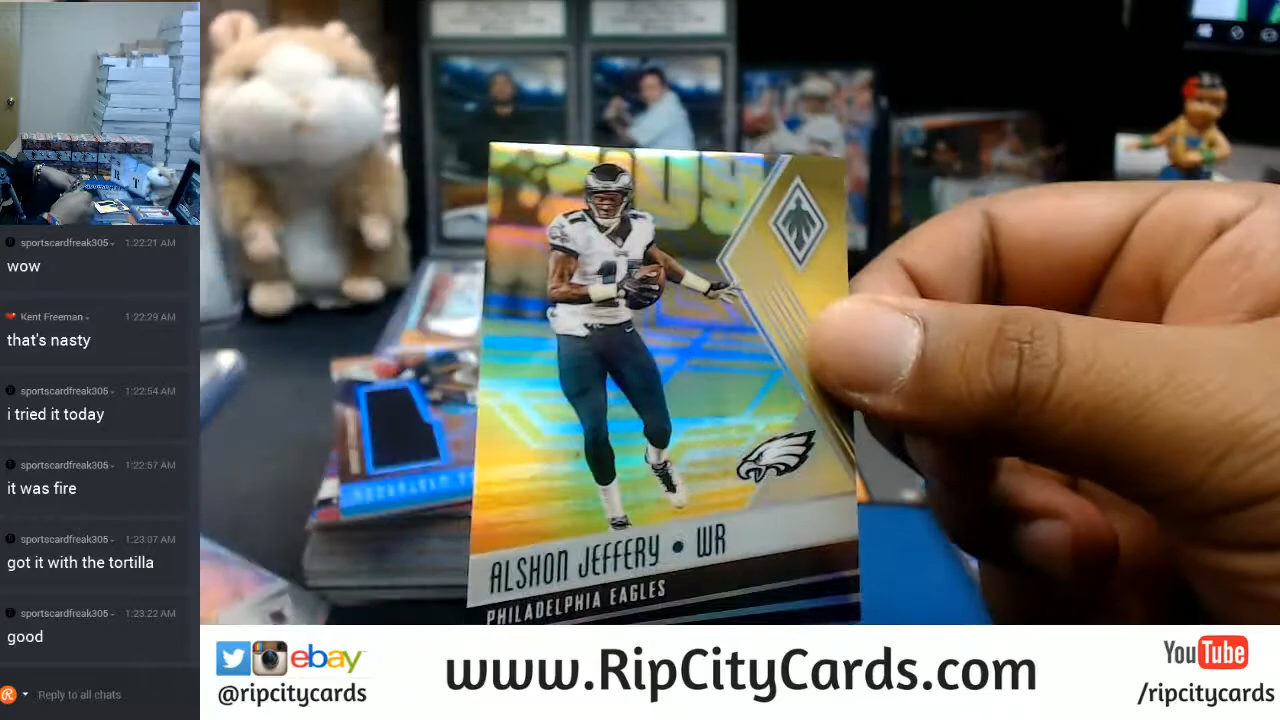 sportscardfreak305 1:22:21 AM
wow
Kent Freeman 1:22:29 AM
that's nasty
sportscardfreak305 1:22:54 AM
i tried it today
sportscardfreak305 1:22:57 AM
it was fire
sportscardfreak305 1:23:07 AM
got it with the tortilla
sportscardfreak305 1:23:22 AM
good
Reply to all chats
ALSHON JEFFERY • WR
PHILADELPHIA EAGLES
ebay
@ripcitycards
www.RipCityCards.com
YouTube
/ripcitycards